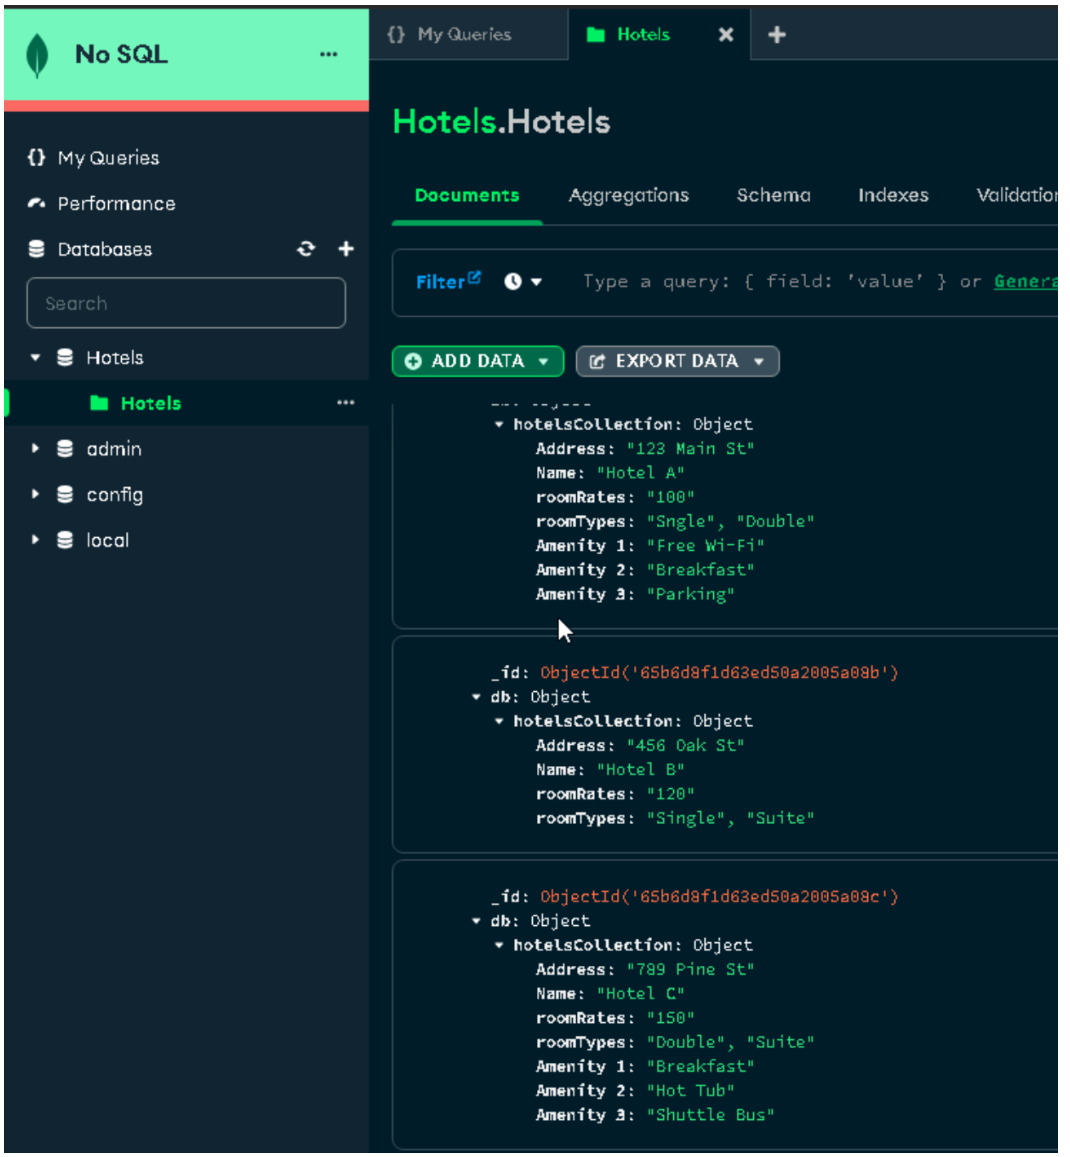 No SQL
{} My Queries
Hotels
Hotels.Hotels
{} My Queries
Performance
Databases
Search
Hotels
Hotels
admin
config
local
Documents Aggregations Schema Indexes Validation
Filter Type a query: { field: 'value' } or Genera
ADD DATA EXPORT DATA
hotelsCollection: Object
Address: "123 Main St"
Name: "Hotel A"
roomRates: "100"
roomTypes: "Sngle", "Double"
Amenity 1: "Free Wi-Fi"
Amenity 2: "Breakfast"
Amenity 3: "Parking"
_id: ObjectId('65b6d8f1d63ed50a2005a08b')
db: Object
hotelsCollection: Object
Address: "456 Oak St"
Name: "Hotel B"
roomRates: "120"
roomTypes: "Single", "Suite"
_id: ObjectId('65b6d8f1d63ed50a2005a08c')
db: Object
hotelsCollection: Object
Address: "789 Pine St"
Name: "Hotel C"
roomRates: "150"
roomTypes: "Double", "Suite"
Amenity 1: "Breakfast"
Amenity 2: "Hot Tub"
Amenity 3: "Shuttle Bus"